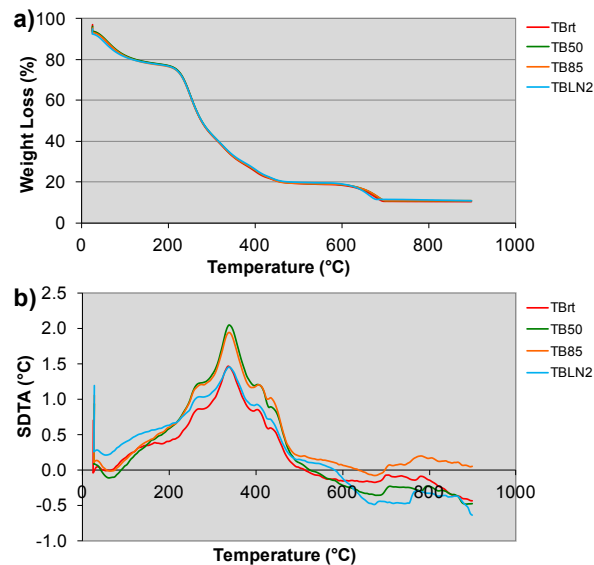 a)
100
80
60
40
20
0
Weight Loss (%)
0 200 400 600 800 1000
Temperature (°C)
TBrt
TB50
TB85
TBLN2
b)
2.5
2.0
1.5
1.0
0.5
0.0
-0.5
-1.0
SDTA (°C)
0 200 400 600 800 1000
Temperature (°C)
TBrt
TB50
TB85
TBLN2